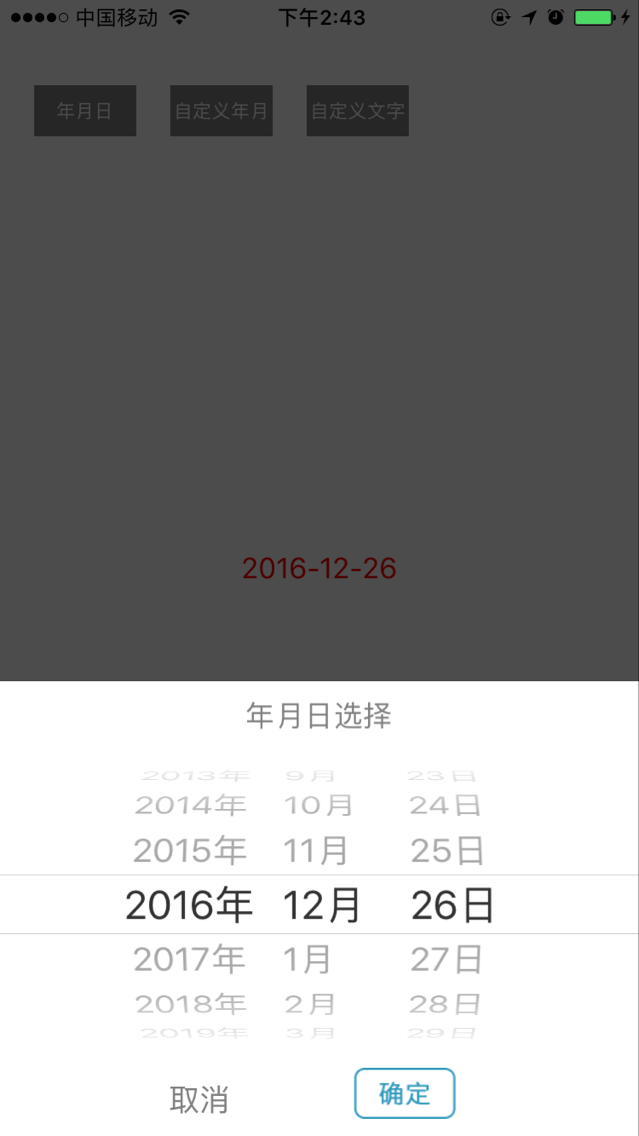 中国移动 下午2:43
年月日 自定义年月 自定义文字
2016-12-26
年月日选择
2013年 9月 23日
2014年 10月 24日
2015年 11月 25日
2016年 12月 26日
2017年 1月 27日
2018年 2月 28日
2019年 3月 29日
取消 确定